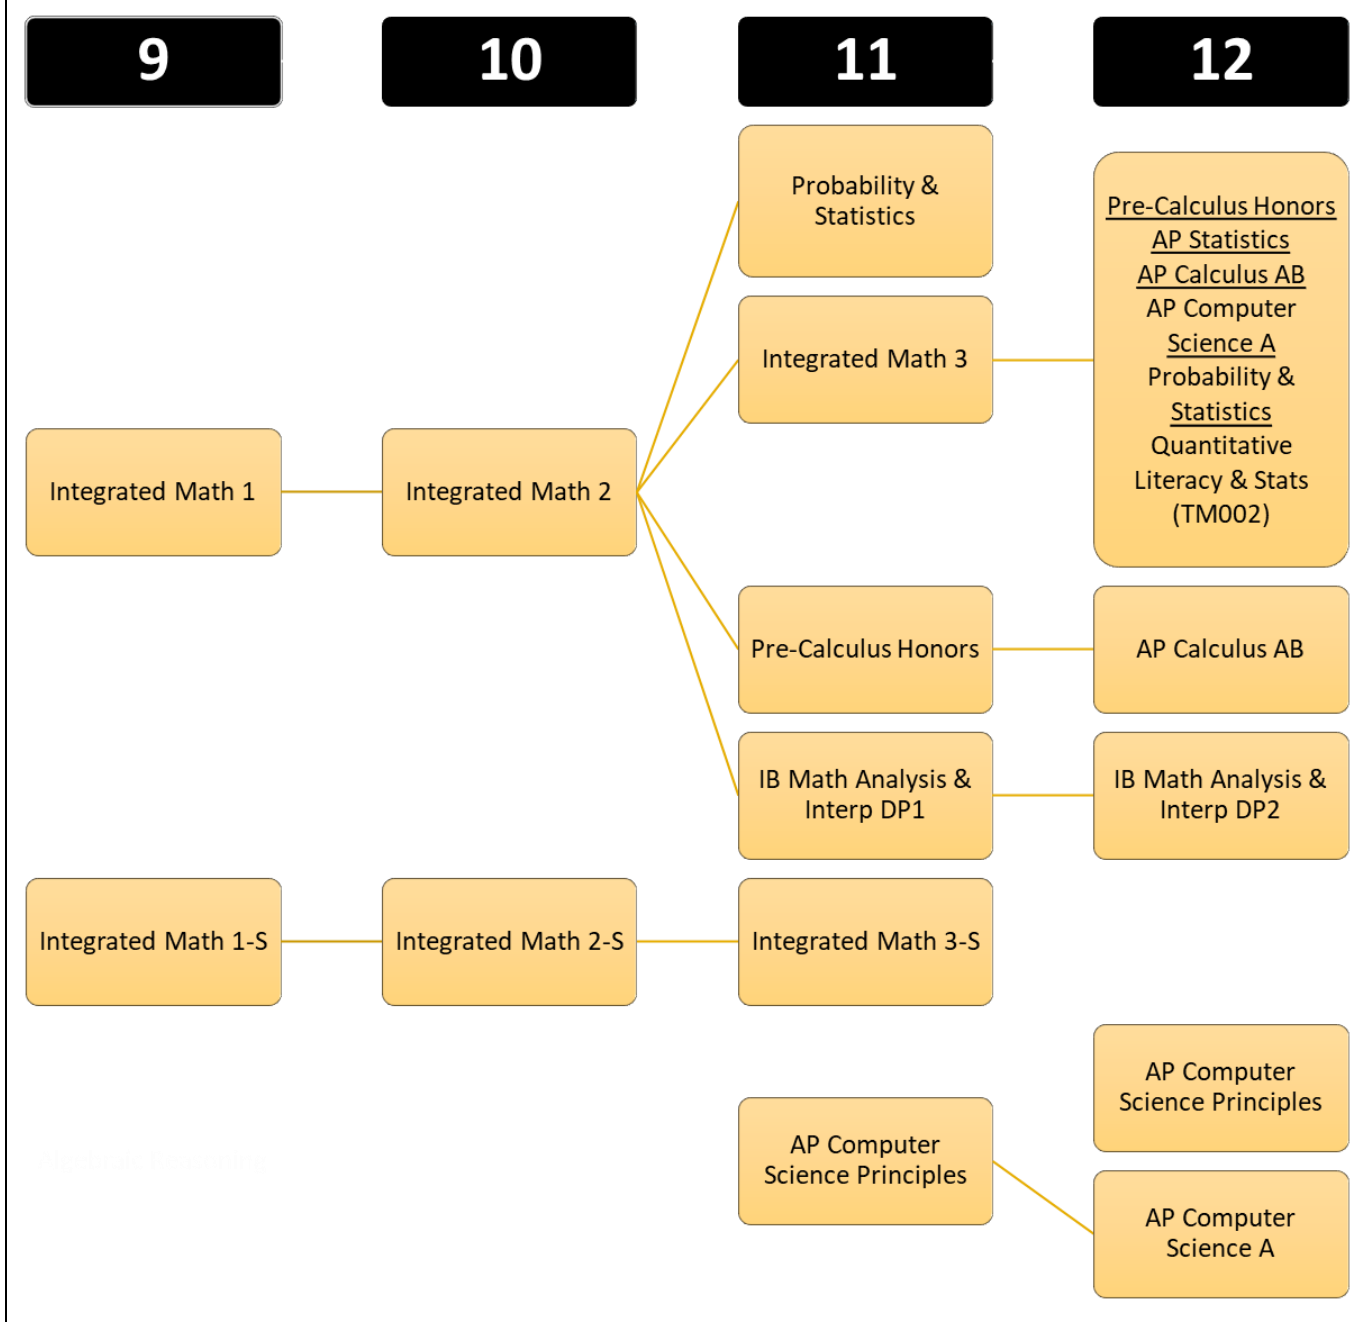 9
10
11
12
Probability &
Statistics
Pre-Calculus Honors
AP Statistics
AP Calculus AB
AP Computer
Science A
Probability &
Statistics
Quantitative
Literacy & Stats
(TM002)
Integrated Math 3
Integrated Math 1
Integrated Math 2
Pre-Calculus Honors
AP Calculus AB
IB Math Analysis &
Interp DP1
IB Math Analysis &
Interp DP2
Integrated Math 1-S
Integrated Math 2-S
Integrated Math 3-S
AP Computer
Science Principles
AP Computer
Science Principles
AP Computer
Science A